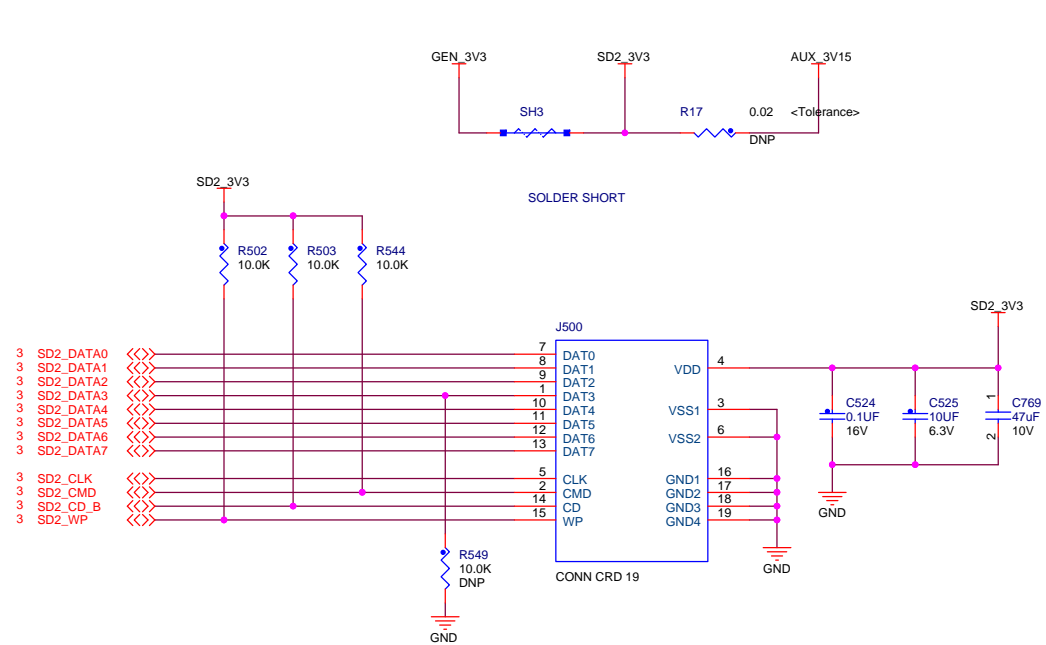 GEN_3V3
SD2_3V3
AUX_3V15
SH3
R17
0.02
<Tolerance>
DNP
SOLDER SHORT
SD2_3V3
R502
10.0K
R503
10.0K
R544
10.0K
J500
3 SD2_DATA0
3 SD2_DATA1
3 SD2_DATA2
3 SD2_DATA3
3 SD2_DATA4
3 SD2_DATA5
3 SD2_DATA6
3 SD2_DATA7
3 SD2_CLK
3 SD2_CMD
3 SD2_CD_B
3 SD2_WP
7 DAT0
8 DAT1
9 DAT2
1 DAT3
10 DAT4
11 DAT5
12 DAT6
13 DAT7
5 CLK
2 CMD
14 CD
15 WP
VDD 4
VSS1 3
VSS2 6
GND1 16
GND2 17
GND3 18
GND4 19
CONN CRD 19
R549
10.0K
DNP
GND
GND
SD2_3V3
C524
0.1UF
16V
C525
10UF
6.3V
1
2
C769
47uF
10V
GND